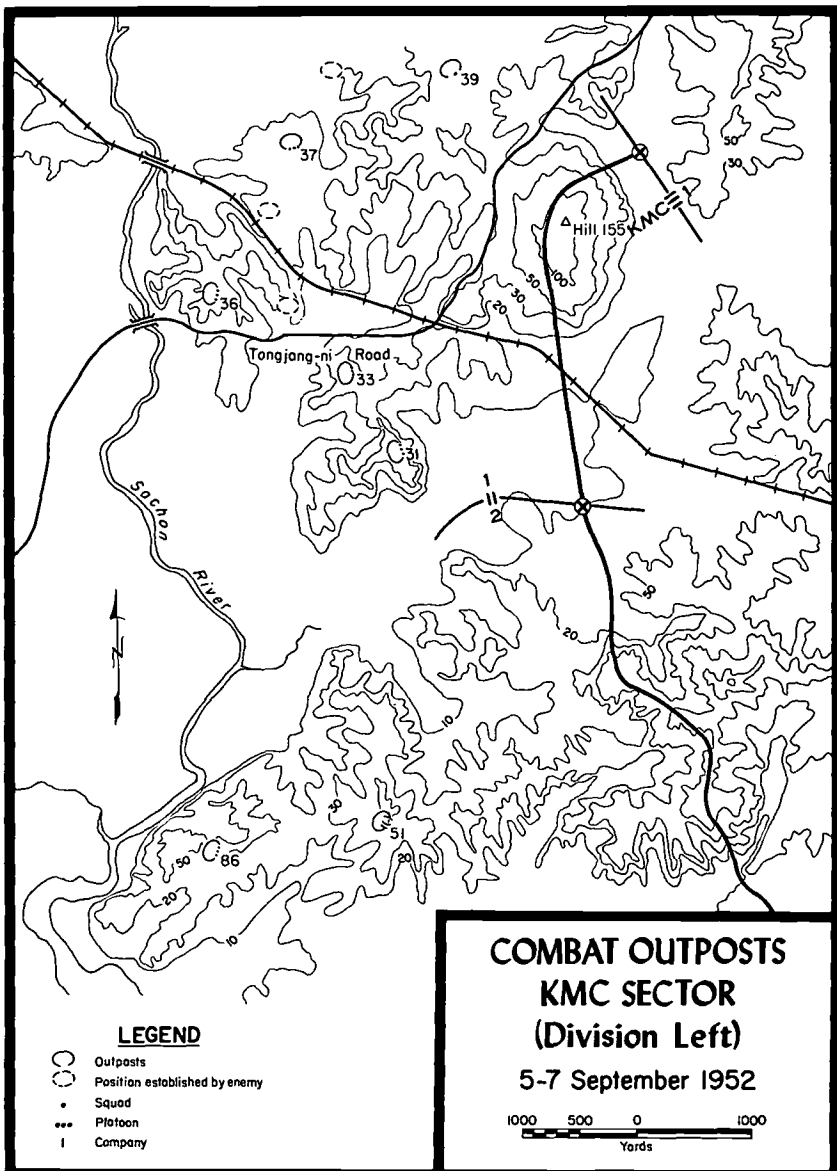 39
37
50
30
KMC 1
Hill 155
100
50
30
20
36
Tongjang-ni Road
33
31
1
2
Sachon
River
50
20
N
10
30
51
50
86
20
20
10
COMBAT OUTPOSTS
KMC SECTOR
(Division Left)
5-7 September 1952
1000 500 0 1000
Yards
LEGEND
Outposts
Position established by enemy
Squad
Platoon
Company